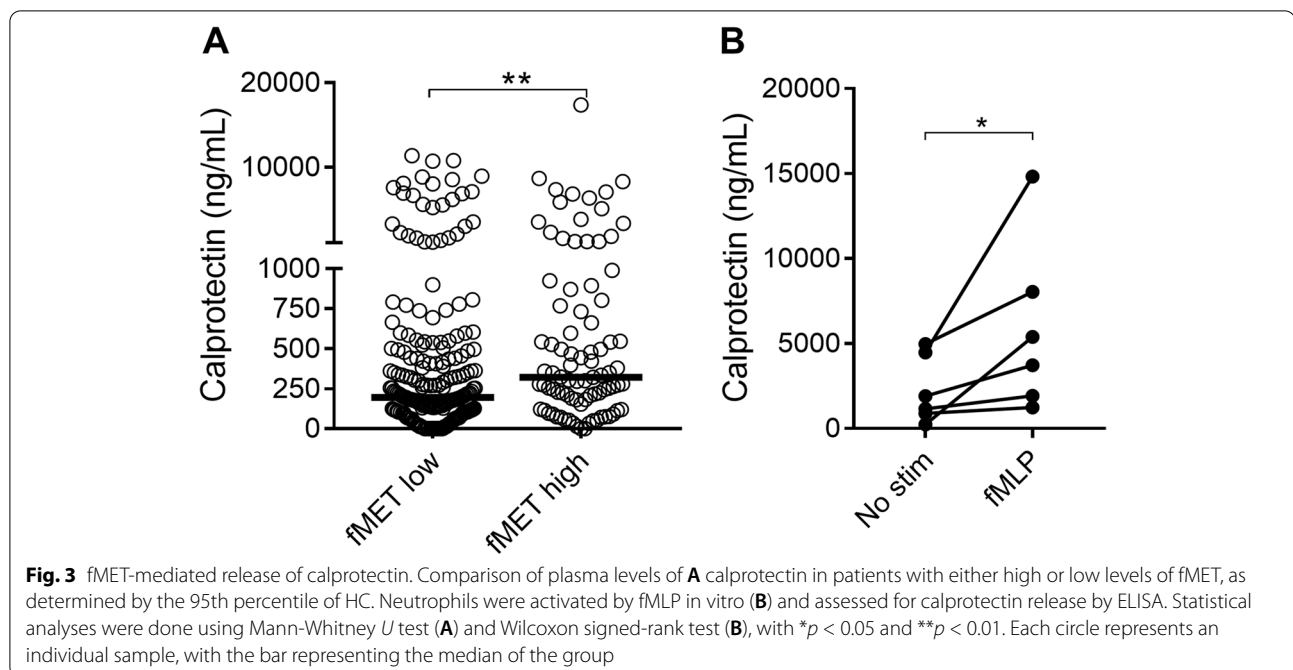 A
B
20000
10000
1000
750
500
250
0
Calprotectin (ng/mL)
**
fMET low
fMET high
20000
15000
10000
5000
0
Calprotectin (ng/mL)
*
No stim
fMLP
Fig. 3 fMET-mediated release of calprotectin. Comparison of plasma levels of A calprotectin in patients with either high or low levels of fMET, as
determined by the 95th percentile of HC. Neutrophils were activated by fMLP in vitro (B) and assessed for calprotectin release by ELISA. Statistical
analyses were done using Mann-Whitney U test (A) and Wilcoxon signed-rank test (B), with *p < 0.05 and **p < 0.01. Each circle represents an
individual sample, with the bar representing the median of the group